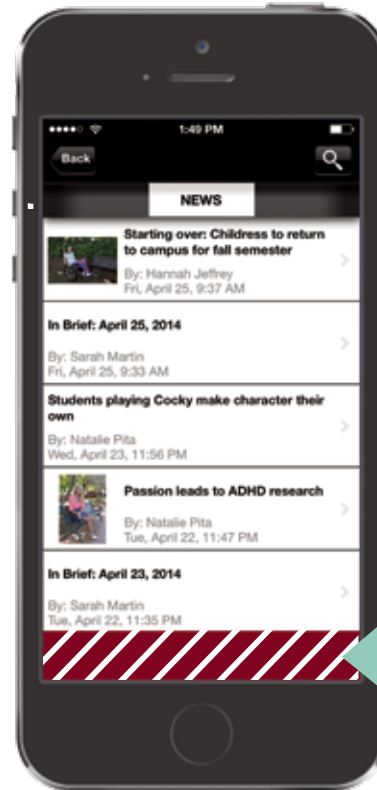 1:49 PM
Back
NEWS
Starting over: Childress to return
to campus for fall semester
By: Hannah Jeffrey
Fri, April 25, 9:37 AM
In Brief: April 25, 2014
By: Sarah Martin
Fri, April 25, 9:33 AM
Students playing Cocky make character their
own
By: Natalie Pita
Wed, April 23, 11:56 PM
Passion leads to ADHD research
By: Natalie Pita
Tue, April 22, 11:47 PM
In Brief: April 23, 2014
By: Sarah Martin
Tue, April 22, 11:35 PM